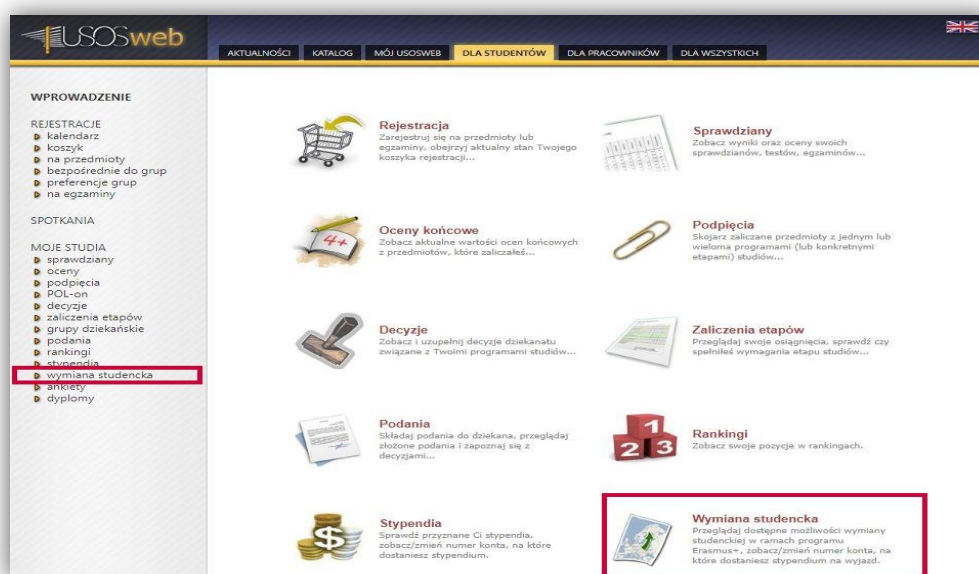 USOSweb
AKTUALNOŚCI KATALOG MÓJ USOSWEB DLA STUDENTÓW DLA PRACOWNIKÓW DLA WSZYSTKICH
WPROWADZENIE
REJESTRACJE
kalendarz
koszyk
na przedmioty
bezpośrednie do grup
preferencje grup
na egzaminy
SPOTKANIA
MOJE STUDIA
sprawdziany
oceny
podpięcia
POL-on
decyzje
zaliczenia etapów
grupy dziekańskie
podania
rankingi
stypendia
wymiana studencka
ankiety
dyplomy
Rejestracja
Zarejestruj się na przedmioty lub
egzaminy, obejrzyj aktualny stan Twojego
koszyka rejestracji...
Sprawdziany
Zobacz wyniki oraz oceny swoich
sprawdzianów, testów, egzaminów...
4+
Oceny końcowe
Zobacz aktualne wartości ocen końcowych
z przedmiotów, które zaliczałeś...
Podpięcia
Skojarz zaliczane przedmioty z jednym lub
wieloma programami (lub konkretnymi
etapami) studiów...
Decyzje
Zobacz i uzupełnij decyzje dziekanatu
związane z Twoimi programami studiów...
Zaliczenia etapów
Przeglądaj swoje osiągnięcia, sprawdź czy
spełniłeś wymagania etapu studiów...
Podania
Składaj podania do dziekana, przeglądaj
złożone podania i zapoznaj się z
decyzjami...
1
2 3
Rankingi
Zobacz swoje pozycje w rankingach.
$
Stypendia
Sprawdź przyznane Ci stypendia,
zobacz/zmień numer konta, na które
dostaniesz stypendium.
Wymiana studencka
Przeglądaj dostępne możliwości wymiany
studenckiej w ramach programu
Erasmus+, zobacz/zmień numer konta, na
które dostaniesz stypendium na wyjazd.